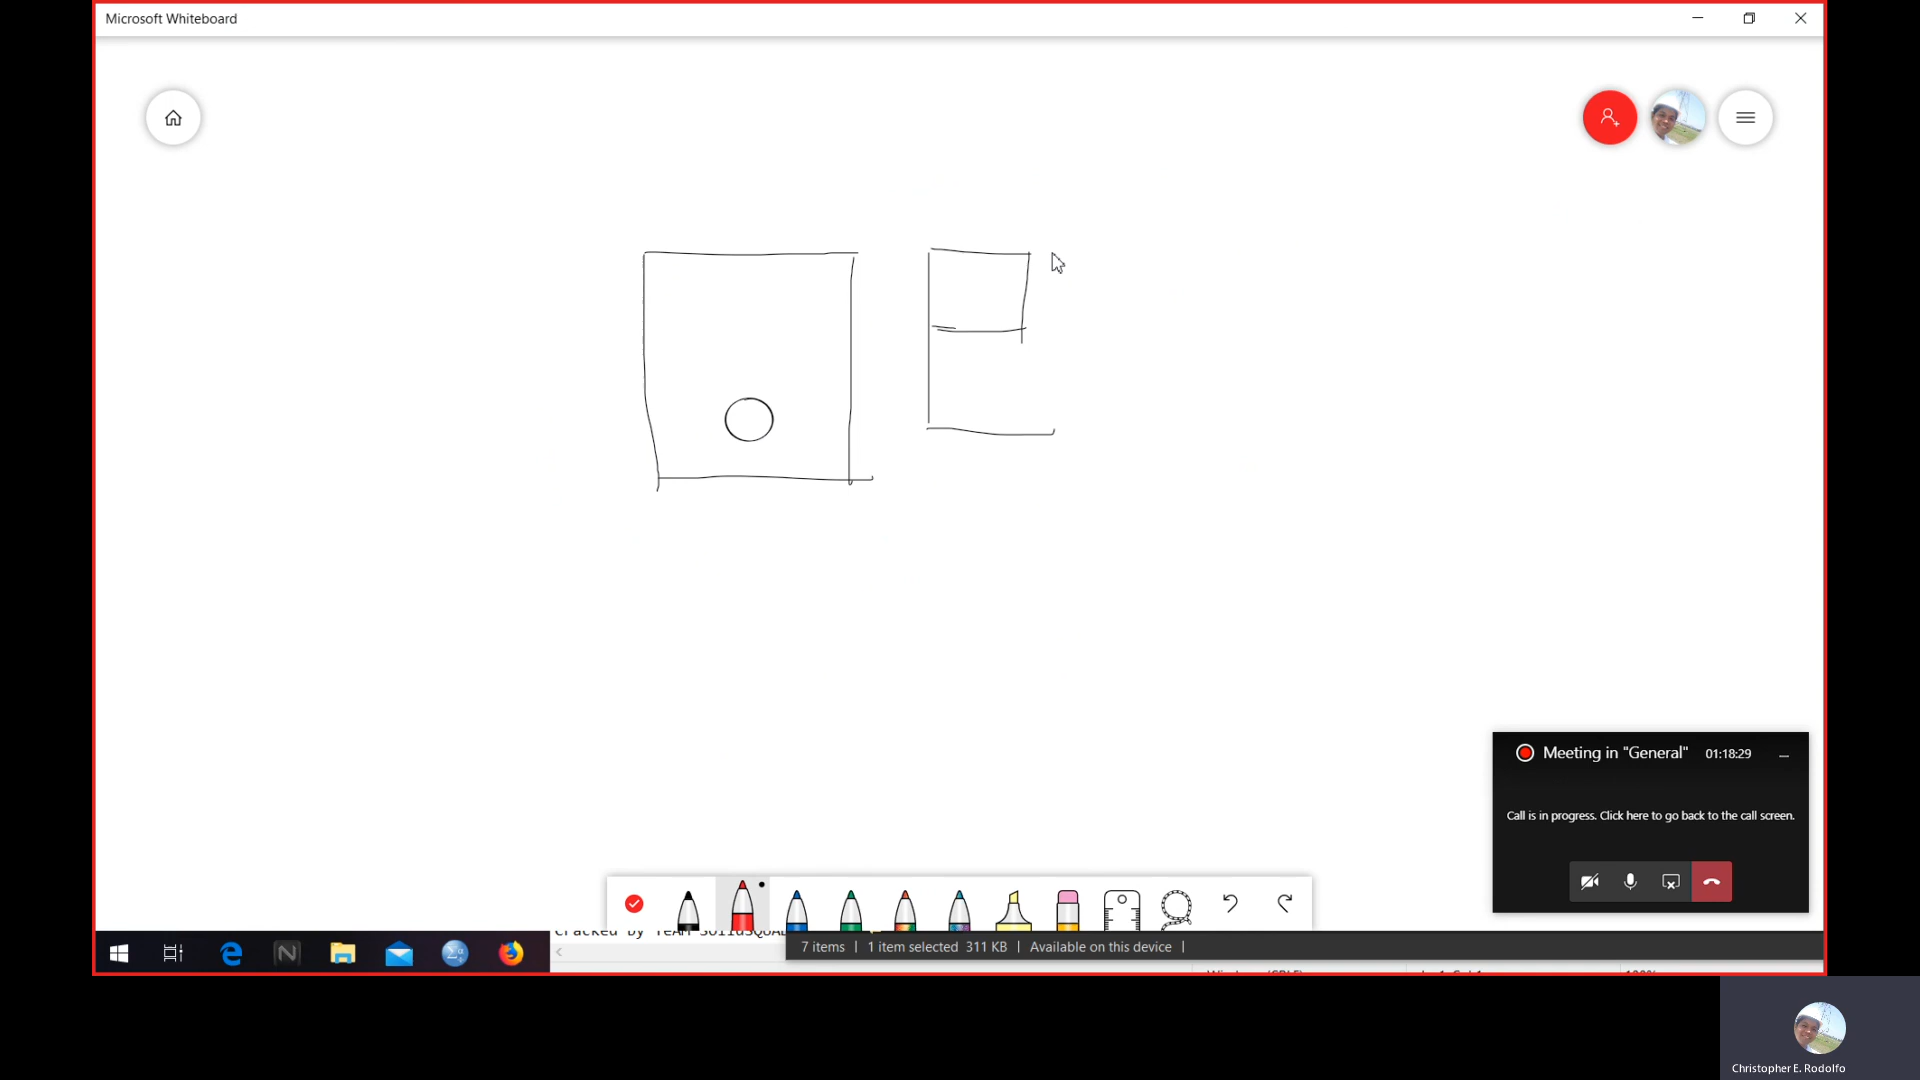 Microsoft Whiteboard
Meeting in "General" 01:18:29
Call is in progress. Click here to go back to the call screen.
7 items | 1 item selected 311 KB | Available on this device |
Christopher E. Rodolfo